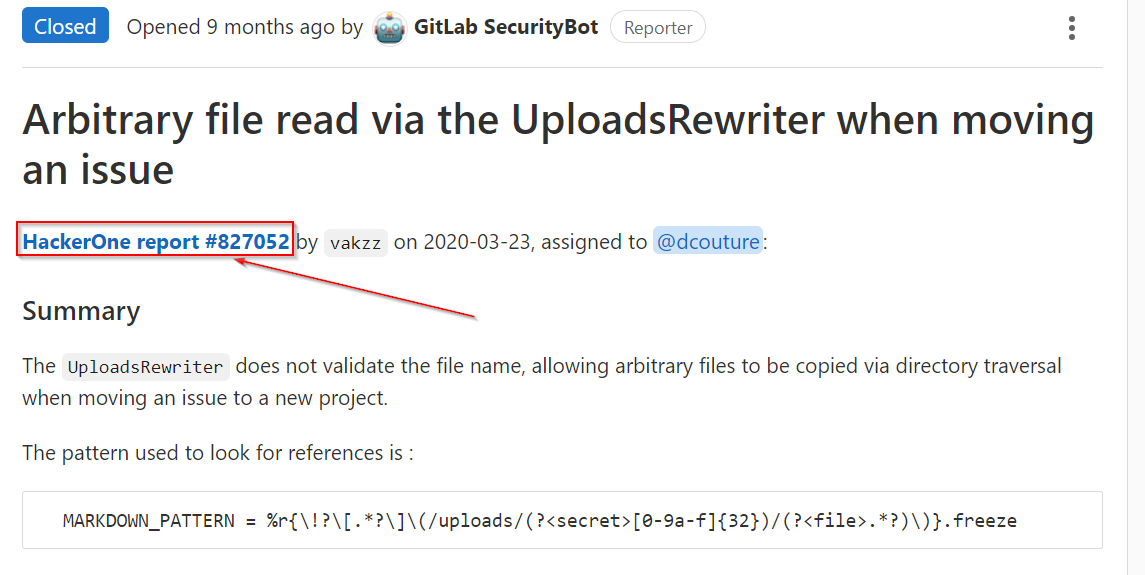 Closed Opened 9 months ago by GitLab SecurityBot Reporter
Arbitrary file read via the UploadsRewriter when moving
an issue
HackerOne report #827052 by vakzz on 2020-03-23, assigned to @dcouture:
Summary
The UploadsRewriter does not validate the file name, allowing arbitrary files to be copied via directory traversal
when moving an issue to a new project.
The pattern used to look for references is :
MARKDOWN_PATTERN = %r{\!?\[.*?\]\(/uploads/(?<secret>[0-9a-f]{32})/(?<file>.*?)\)}.freeze